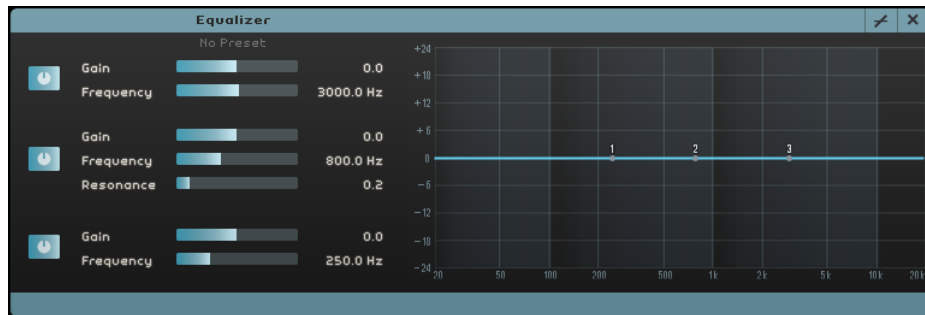 Equalizer
No Preset
Gain 0.0
Frequency 3000.0 Hz
Gain 0.0
Frequency 800.0 Hz
Resonance 0.2
Gain 0.0
Frequency 250.0 Hz
+24
+18
+12
+6
0
-6
-12
-18
-24
1 2 3
20 50 100 200 500 1k 2k 5k 10k 20k